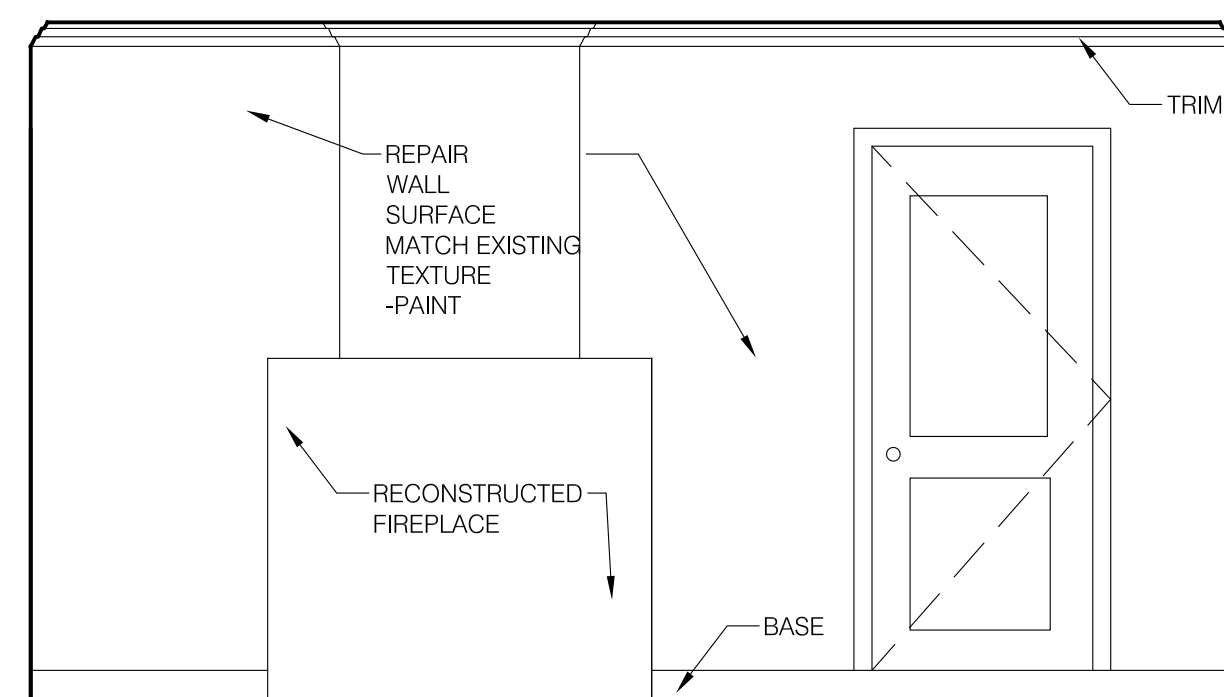 TRIM
REPAIR
WALL
SURFACE
MATCH EXISTING
TEXTURE
-PAINT
RECONSTRUCTED
FIREPLACE
BASE